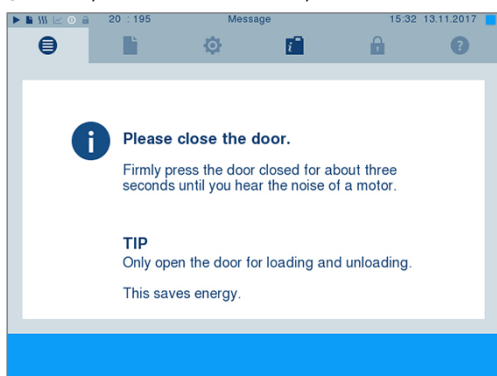 20 : 195 Message 15:32 13.11.2017
i
?
i
Please close the door.
Firmly press the door closed for about three
seconds until you hear the noise of a motor.
TIP
Only open the door for loading and unloading.
This saves energy.